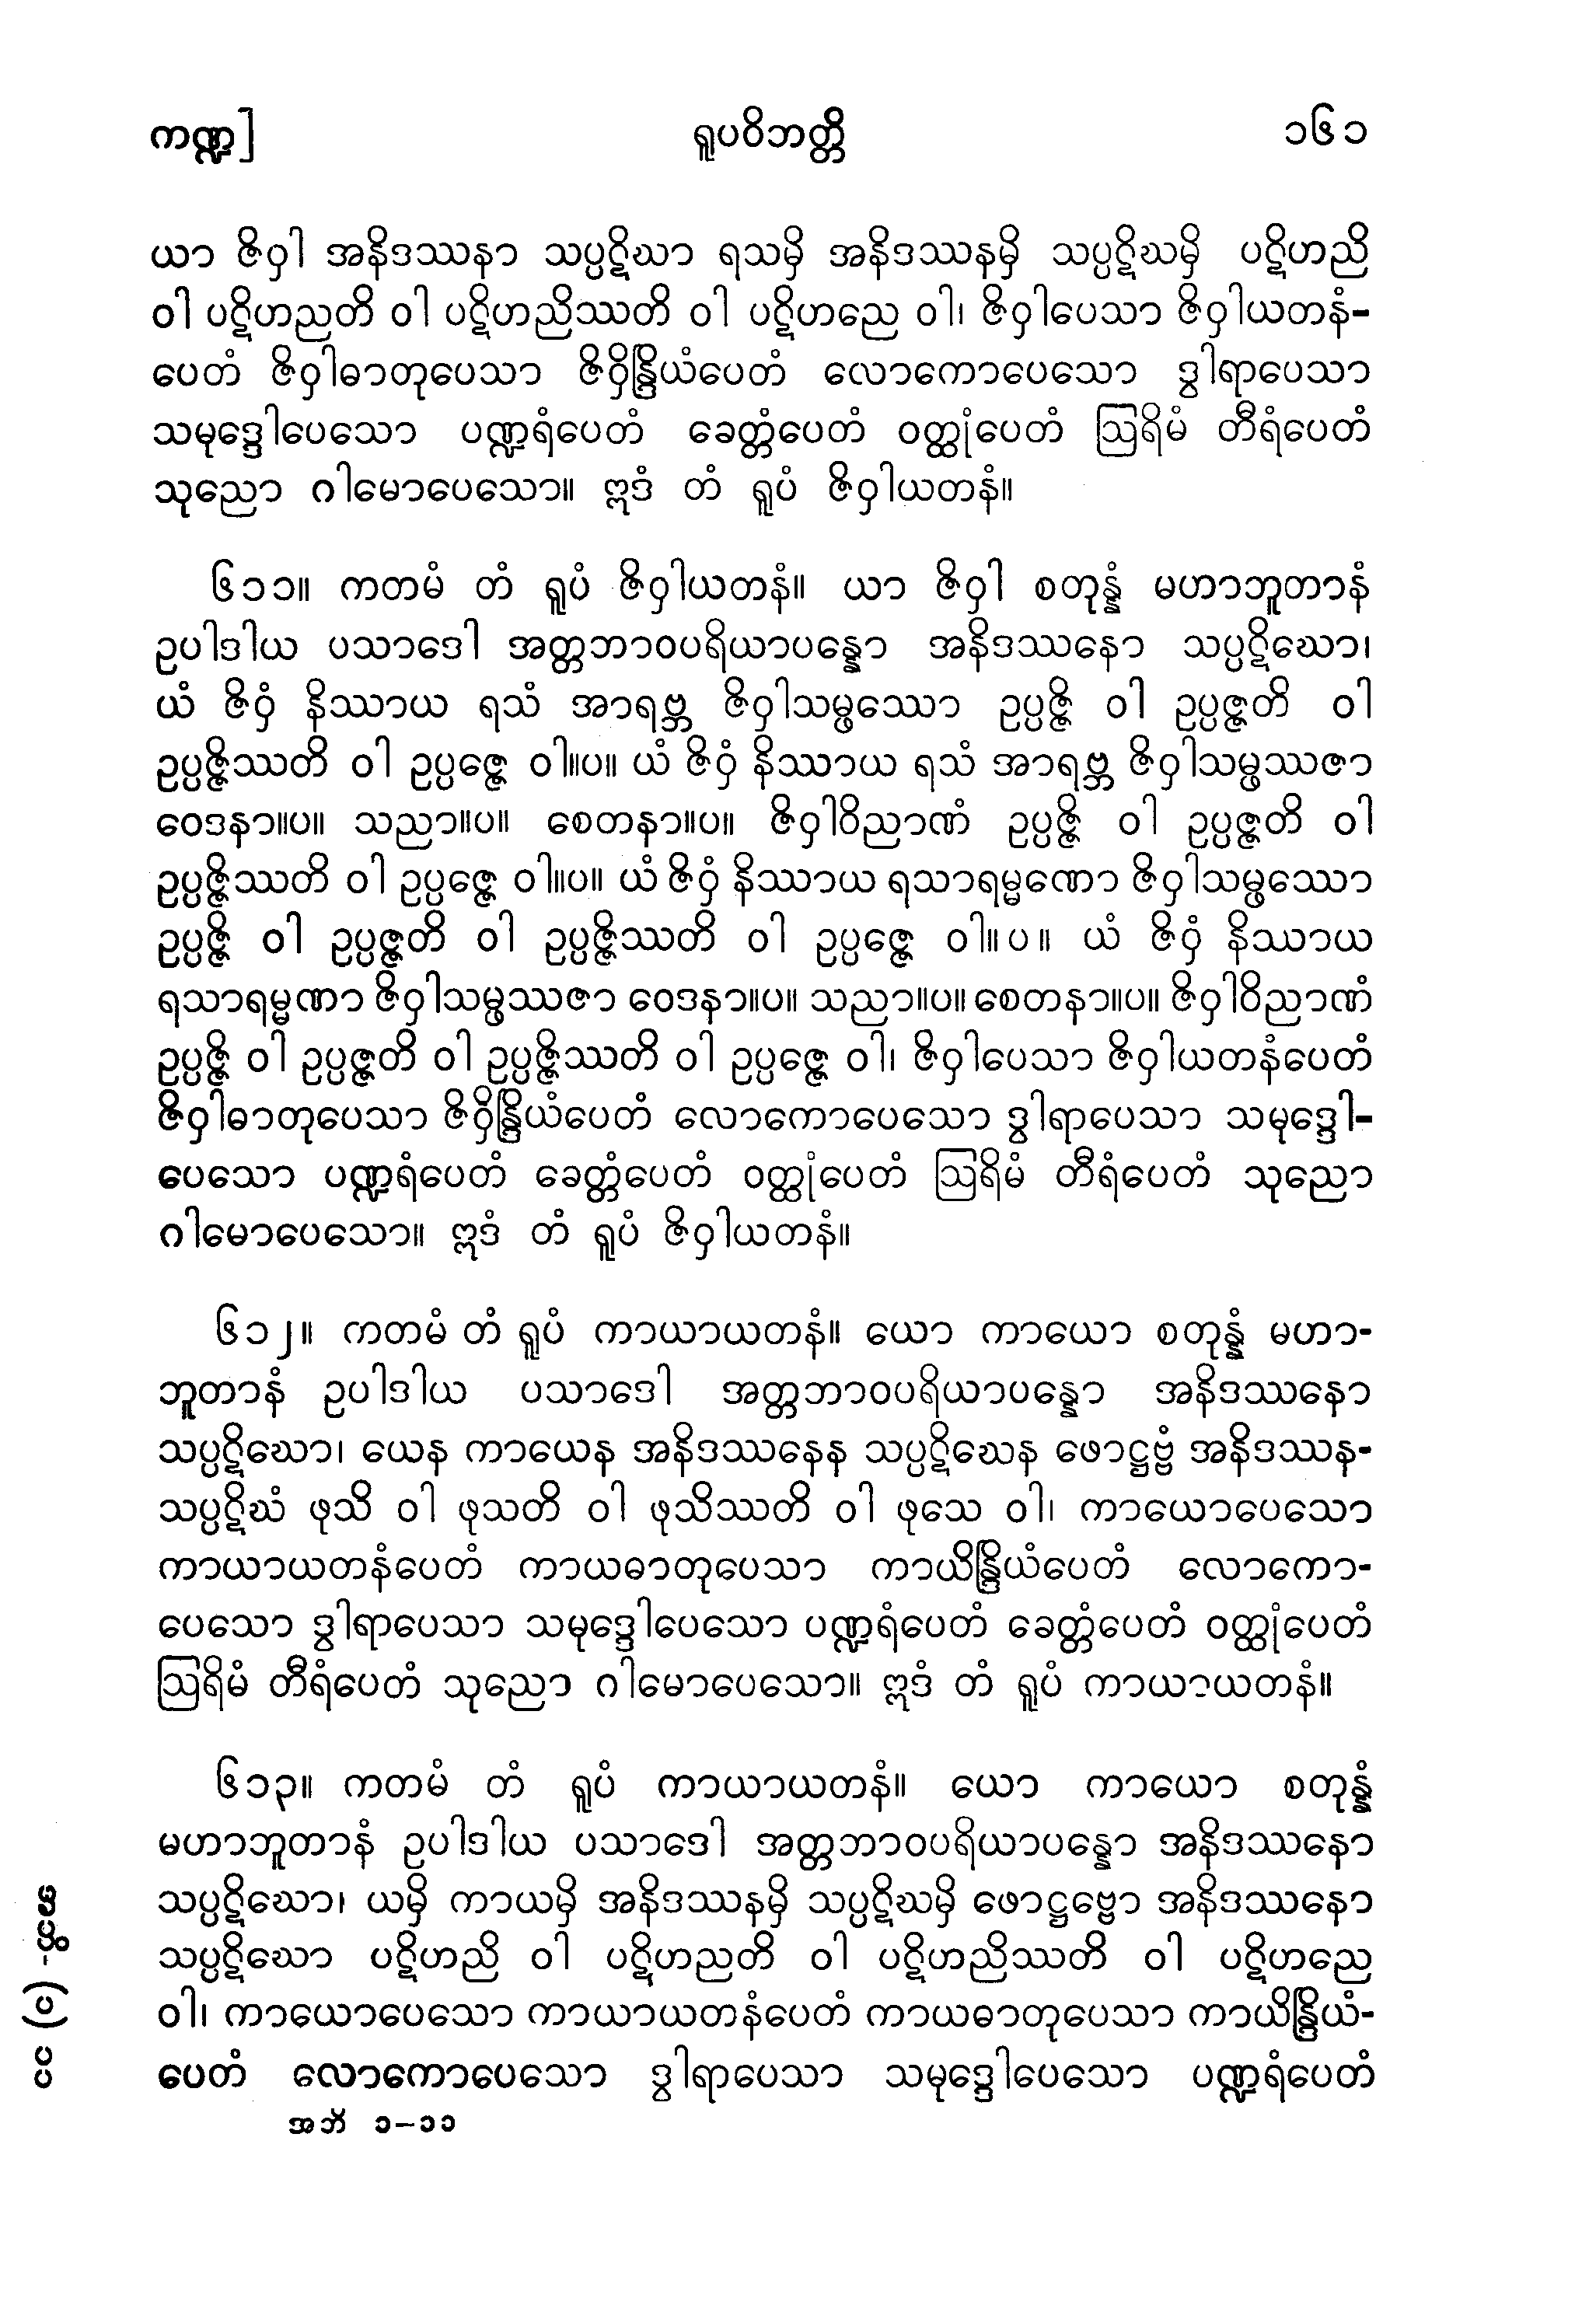 ကဏ္ဍ] ရူပဝိဘတ္တိ ၁၆၁
ယာ ဇိဝှါ အနိဒဿနာ သပ္ပဋိဃာ ရသမှိ အနိဒဿနမှိ သပ္ပဋိဃမှိ ပဋိဟညိ
ဝါ ပဋိဟညတိ ဝါ ပဋိဟညိဿတိ ဝါ ပဋိဟညေ ဝါ၊ ဇိဝှါပေသာ ဇိဝှါယတနံ-
ပေတံ ဇိဝှါဓာတုပေသာ ဇိဝှိန္ဒြိယံပေတံ လောကောပေသော ဒွါရာပေသာ
သမုဒ္ဒေါပေသော ပဏ္ဍရံပေတံ ခေတ္တံပေတံ ဝတ္ထုံပေတံ ဩရိမံ တီရံပေတံ
သုညော ဂါမောပေသော။ ဣဒံ တံ ရူပံ ဇိဝှါယတနံ။
၆၁၁။ ကတမံ တံ ရူပံ ဇိဝှါယတနံ။ ယာ ဇိဝှါ စတုန္နံ မဟာဘူတာနံ
ဥပါဒါယ ပသာဒေါ အတ္တဘာဝပရိယာပန္နော အနိဒဿနော သပ္ပဋိဃော၊
ယံ ဇိဝှံ နိဿာယ ရသံ အာရဗ္ဘ ဇိဝှါသမ္ဖဿော ဥပ္ပဇ္ဇိ ဝါ ဥပ္ပဇ္ဇတိ ဝါ
ဥပ္ပဇ္ဇိဿတိ ဝါ ဥပ္ပဇ္ဇေ ဝါ။ပ။ ယံ ဇိဝှံ နိဿာယ ရသံ အာရဗ္ဘ ဇိဝှါသမ္ဖဿဇာ
ဝေဒနာ။ပ။ သညာ။ပ။ စေတနာ။ပ။ ဇိဝှါဝိညာဏံ ဥပ္ပဇ္ဇိ ဝါ ဥပ္ပဇ္ဇတိ ဝါ
ဥပ္ပဇ္ဇိဿတိ ဝါ ဥပ္ပဇ္ဇေ ဝါ။ပ။ ယံ ဇိဝှံ နိဿာယ ရသာရမ္မဏော ဇိဝှါသမ္ဖဿော
ဥပ္ပဇ္ဇိ ဝါ ဥပ္ပဇ္ဇတိ ဝါ ဥပ္ပဇ္ဇိဿတိ ဝါ ဥပ္ပဇ္ဇေ ဝါ။ပ။ ယံ ဇိဝှံ နိဿာယ
ရသာရမ္မဏာ ဇိဝှါသမ္ဖဿဇာ ဝေဒနာ။ပ။ သညာ။ပ။ စေတနာ။ပ။ ဇိဝှါဝိညာဏံ
ဥပ္ပဇ္ဇိ ဝါ ဥပ္ပဇ္ဇတိ ဝါ ဥပ္ပဇ္ဇိဿတိ ဝါ ဥပ္ပဇ္ဇေ ဝါ၊ ဇိဝှါပေသာ ဇိဝှါယတနံပေတံ
ဇိဝှါဓာတုပေသာ ဇိဝှိန္ဒြိယံပေတံ လောကောပေသော ဒွါရာပေသာ သမုဒ္ဒေါ-
ပေသော ပဏ္ဍရံပေတံ ခေတ္တံပေတံ ဝတ္ထုံပေတံ ဩရိမံ တီရံပေတံ သုညော
ဂါမောပေသော။ ဣဒံ တံ ရူပံ ဇိဝှါယတနံ။
၆၁၂။ ကတမံ တံ ရူပံ ကာယာယတနံ။ ယော ကာယော စတုန္နံ မဟာ-
ဘူတာနံ ဥပါဒါယ ပသာဒေါ အတ္တဘာဝပရိယာပန္နော အနိဒဿနော
သပ္ပဋိဃော၊ ယေန ကာယေန အနိဒဿနေန သပ္ပဋိဃေန ဖောဋ္ဌဗ္ဗံ အနိဒဿန-
သပ္ပဋိဃံ ဖုသိ ဝါ ဖုသတိ ဝါ ဖုသိဿတိ ဝါ ဖုသေ ဝါ၊ ကာယောပေသော
ကာယာယတနံပေတံ ကာယဓာတုပေသာ ကာယိန္ဒြိယံပေတံ လောကော-
ပေသော ဒွါရာပေသာ သမုဒ္ဒေါပေသော ပဏ္ဍရံပေတံ ခေတ္တံပေတံ ဝတ္ထုံပေတံ
ဩရိမံ တီရံပေတံ သုညော ဂါမောပေသော။ ဣဒံ တံ ရူပံ ကာယာယတနံ။
၆၁၃။ ကတမံ တံ ရူပံ ကာယာယတနံ။ ယော ကာယော စတုန္နံ
မဟာဘူတာနံ ဥပါဒါယ ပသာဒေါ အတ္တဘာဝပရိယာပန္နော အနိဒဿနော
သပ္ပဋိဃော၊ ယမှိ ကာယမှိ အနိဒဿနမှိ သပ္ပဋိဃမှိ ဖောဋ္ဌဗ္ဗော အနိဒဿနော
သပ္ပဋိဃော ပဋိဟညိ ဝါ ပဋိဟညတိ ဝါ ပဋိဟညိဿတိ ဝါ ပဋိဟညေ
ဝါ၊ ကာယောပေသော ကာယာယတနံပေတံ ကာယဓာတုပေသာ ကာယိန္ဒြိယံ-
ပေတံ လောကောပေသော ဒွါရာပေသာ သမုဒ္ဒေါပေသော ပဏ္ဍရံပေတံ
အဘိ ၁–၁၁